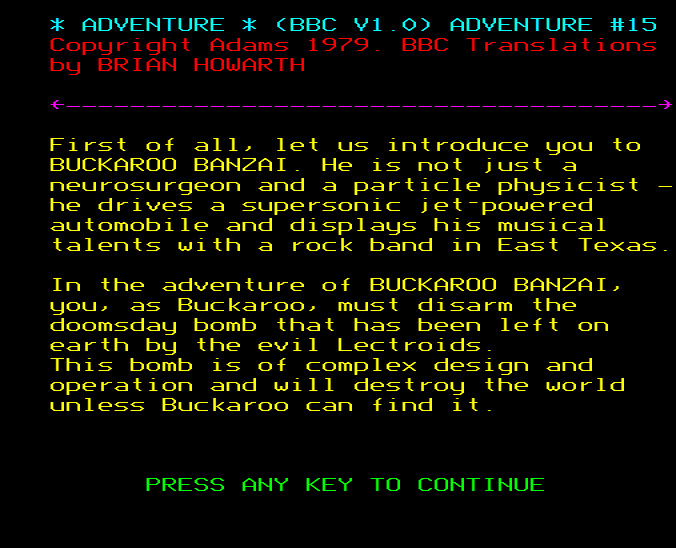 * ADVENTURE * (BBC V1.0) ADVENTURE #15
Copyright Adams 1979. BBC Translations
by BRIAN HOWARTH
←-------------------------------------→
First of all, let us introduce you to
BUCKAROO BANZAI. He is not just a
neurosurgeon and a particle physicist -
he drives a supersonic jet-powered
automobile and displays his musical
talents with a rock band in East Texas.
In the adventure of BUCKAROO BANZAI,
you, as Buckaroo, must disarm the
doomsday bomb that has been left on
earth by the evil Lectroids.
This bomb is of complex design and
operation and will destroy the world
unless Buckaroo can find it.
PRESS ANY KEY TO CONTINUE